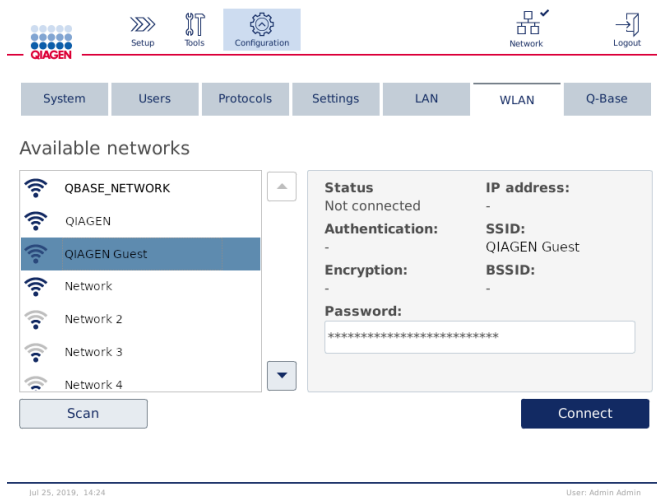 QIAGEN
Setup
Tools
Configuration
Network
Logout
System
Users
Protocols
Settings
LAN
WLAN
Q-Base
Available networks
QBASE_NETWORK
QIAGEN
QIAGEN Guest
Network
Network 2
Network 3
Network 4
Status
Not connected
IP address:
-
Authentication:
-
SSID:
QIAGEN Guest
Encryption:
-
BSSID:
-
Password:
**************************
Scan
Connect
Jul 25, 2019, 14:24
User: Admin Admin